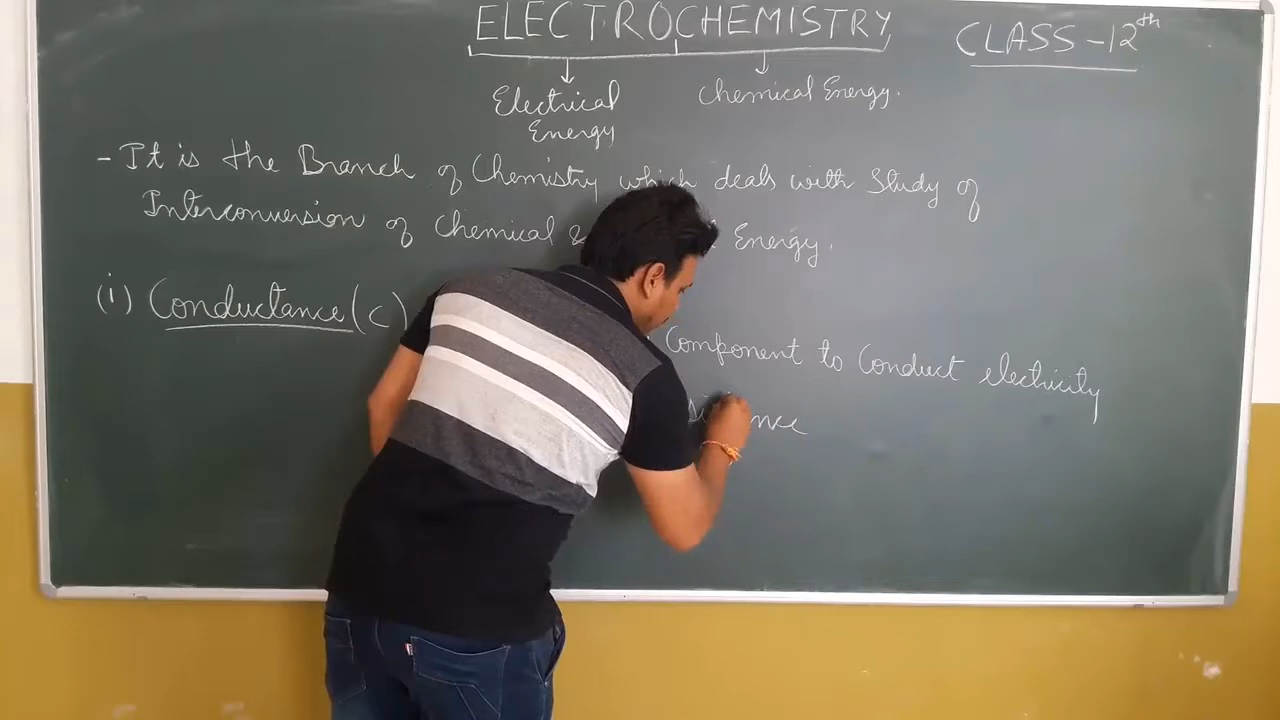 ELECTROCHEMISTRY
CLASS-12th
Electrical Energy
Chemical Energy.
- It is the Branch of Chemistry which deals with Study of
Interconversion of Chemical & Energy.
(i) Conductance (C) Component to Conduct electricity